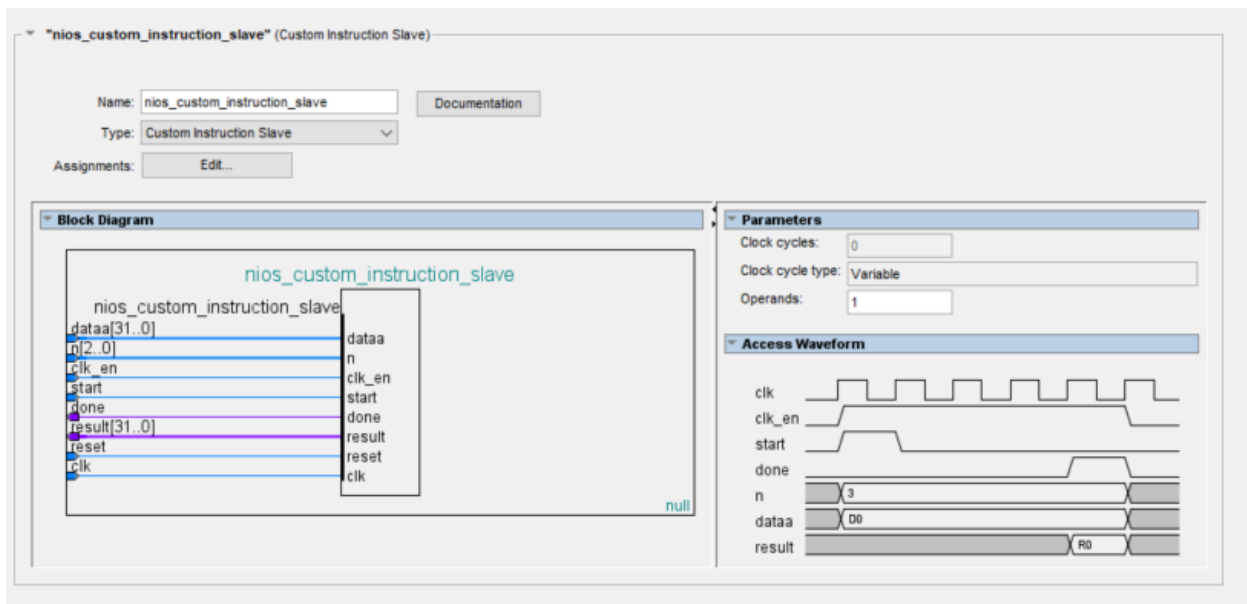 "nios_custom_instruction_slave" (Custom Instruction Slave)
Name: nios_custom_instruction_slave Documentation
Type: Custom Instruction Slave
Assignments: Edit...
Block Diagram
nios_custom_instruction_slave
nios_custom_instruction_slave
dataa[31..0]
dataa
n[2..0]
n
clk_en
clk_en
start
start
done
done
result[31..0]
result
reset
reset
clk
clk
null
Parameters
Clock cycles: 0
Clock cycle type: Variable
Operands: 1
Access Waveform
clk
clk_en
start
done
n 3
dataa D0
result R0